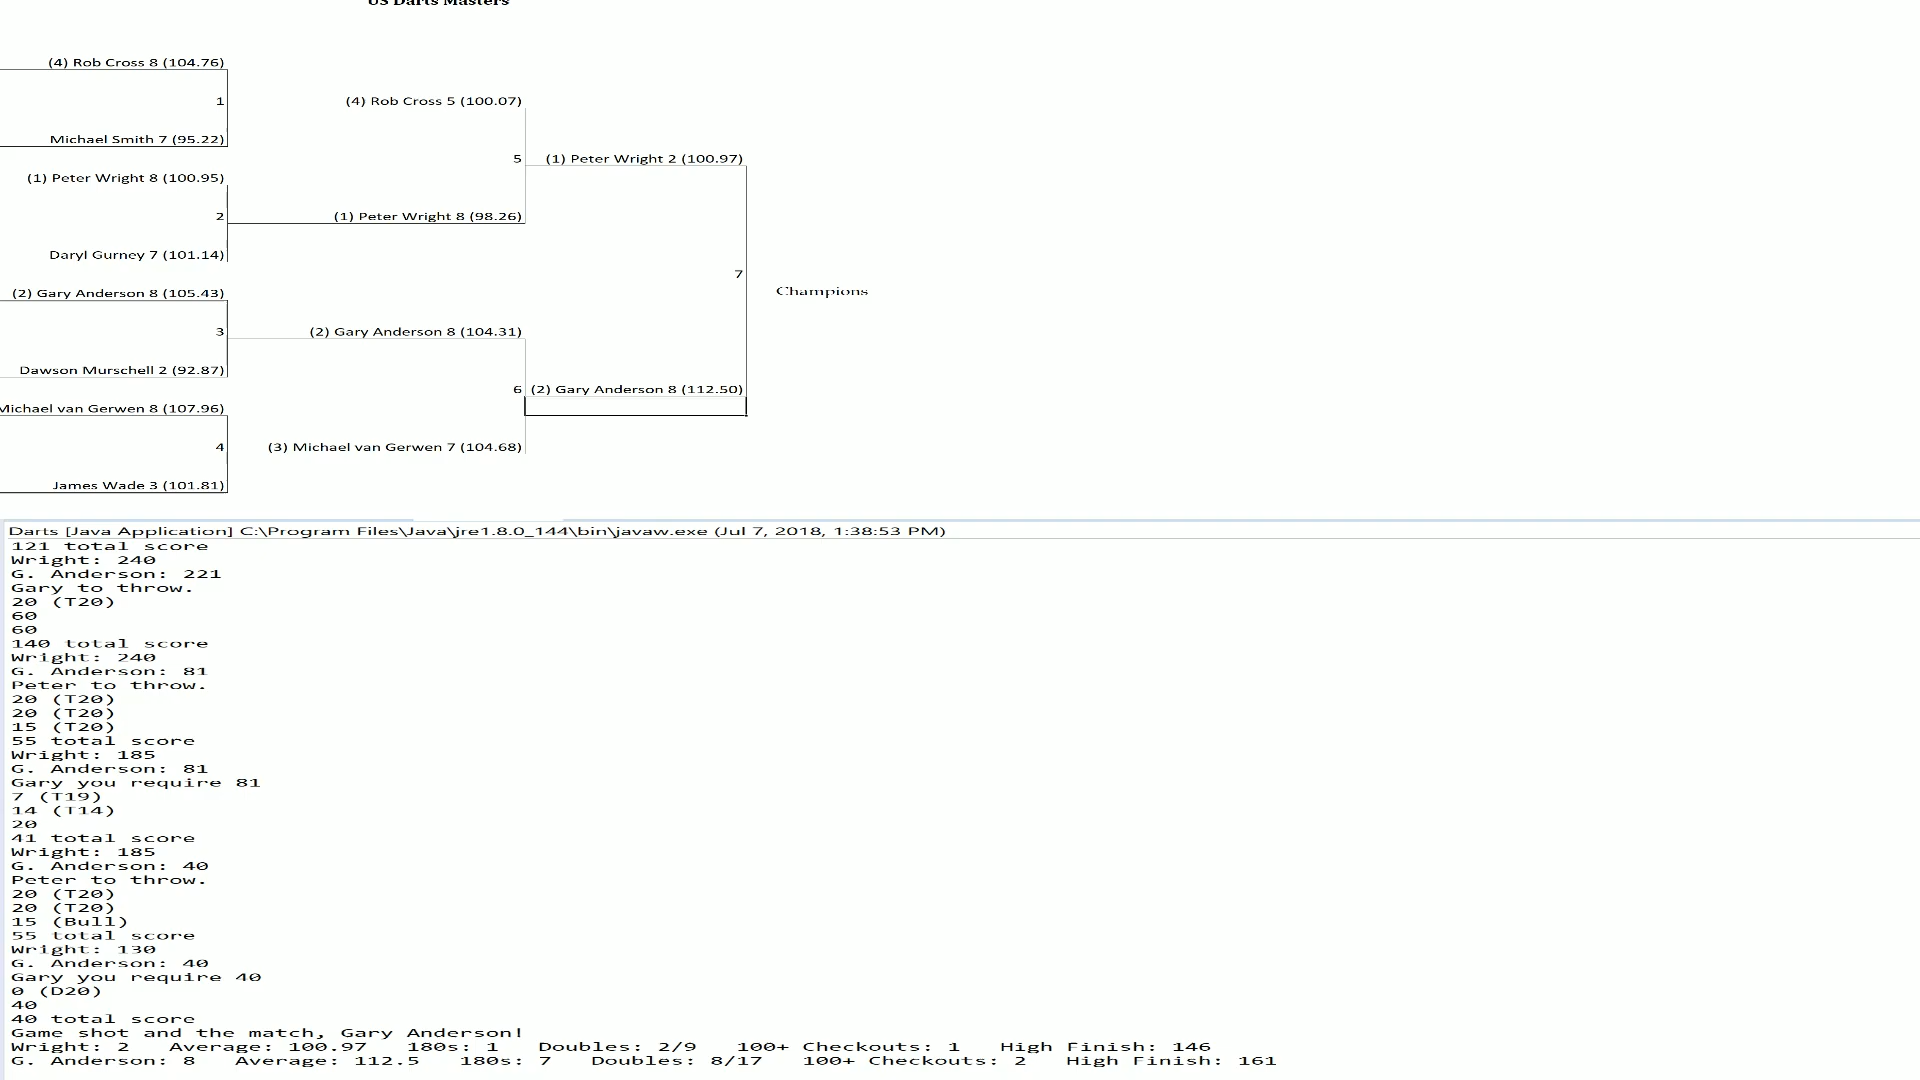 US Darts Masters
(4) Rob Cross 8 (104.76)
1
(4) Rob Cross 5 (100.07)
Michael Smith 7 (95.22)
5
(1) Peter Wright 2 (100.97)
(1) Peter Wright 8 (100.95)
2
(1) Peter Wright 8 (98.26)
Daryl Gurney 7 (101.14)
7
Champions
(2) Gary Anderson 8 (105.43)
3
(2) Gary Anderson 8 (104.31)
Dawson Murschell 2 (92.87)
6
(2) Gary Anderson 8 (112.50)
Michael van Gerwen 8 (107.96)
4
(3) Michael van Gerwen 7 (104.68)
James Wade 3 (101.81)
Darts [Java Application] C:\Program Files\Java\jre1.8.0_144\bin\javaw.exe (Jul 7, 2018, 1:38:53 PM)
121 total score
Wright: 240
G. Anderson: 221
Gary to throw.
20 (T20)
60
60
140 total score
Wright: 240
G. Anderson: 81
Peter to throw.
20 (T20)
20 (T20)
15 (T20)
55 total score
Wright: 185
G. Anderson: 81
Gary you require 81
7 (T19)
14 (T14)
20
41 total score
Wright: 185
G. Anderson: 40
Peter to throw.
20 (T20)
20 (T20)
15 (Bull)
55 total score
Wright: 130
G. Anderson: 40
Gary you require 40
0 (D20)
40
40 total score
Game shot and the match, Gary Anderson!
Wright: 2 Average: 100.97 180s: 1 Doubles: 2/9 100+ Checkouts: 1 High Finish: 146
G. Anderson: 8 Average: 112.5 180s: 7 Doubles: 8/17 100+ Checkouts: 2 High Finish: 161